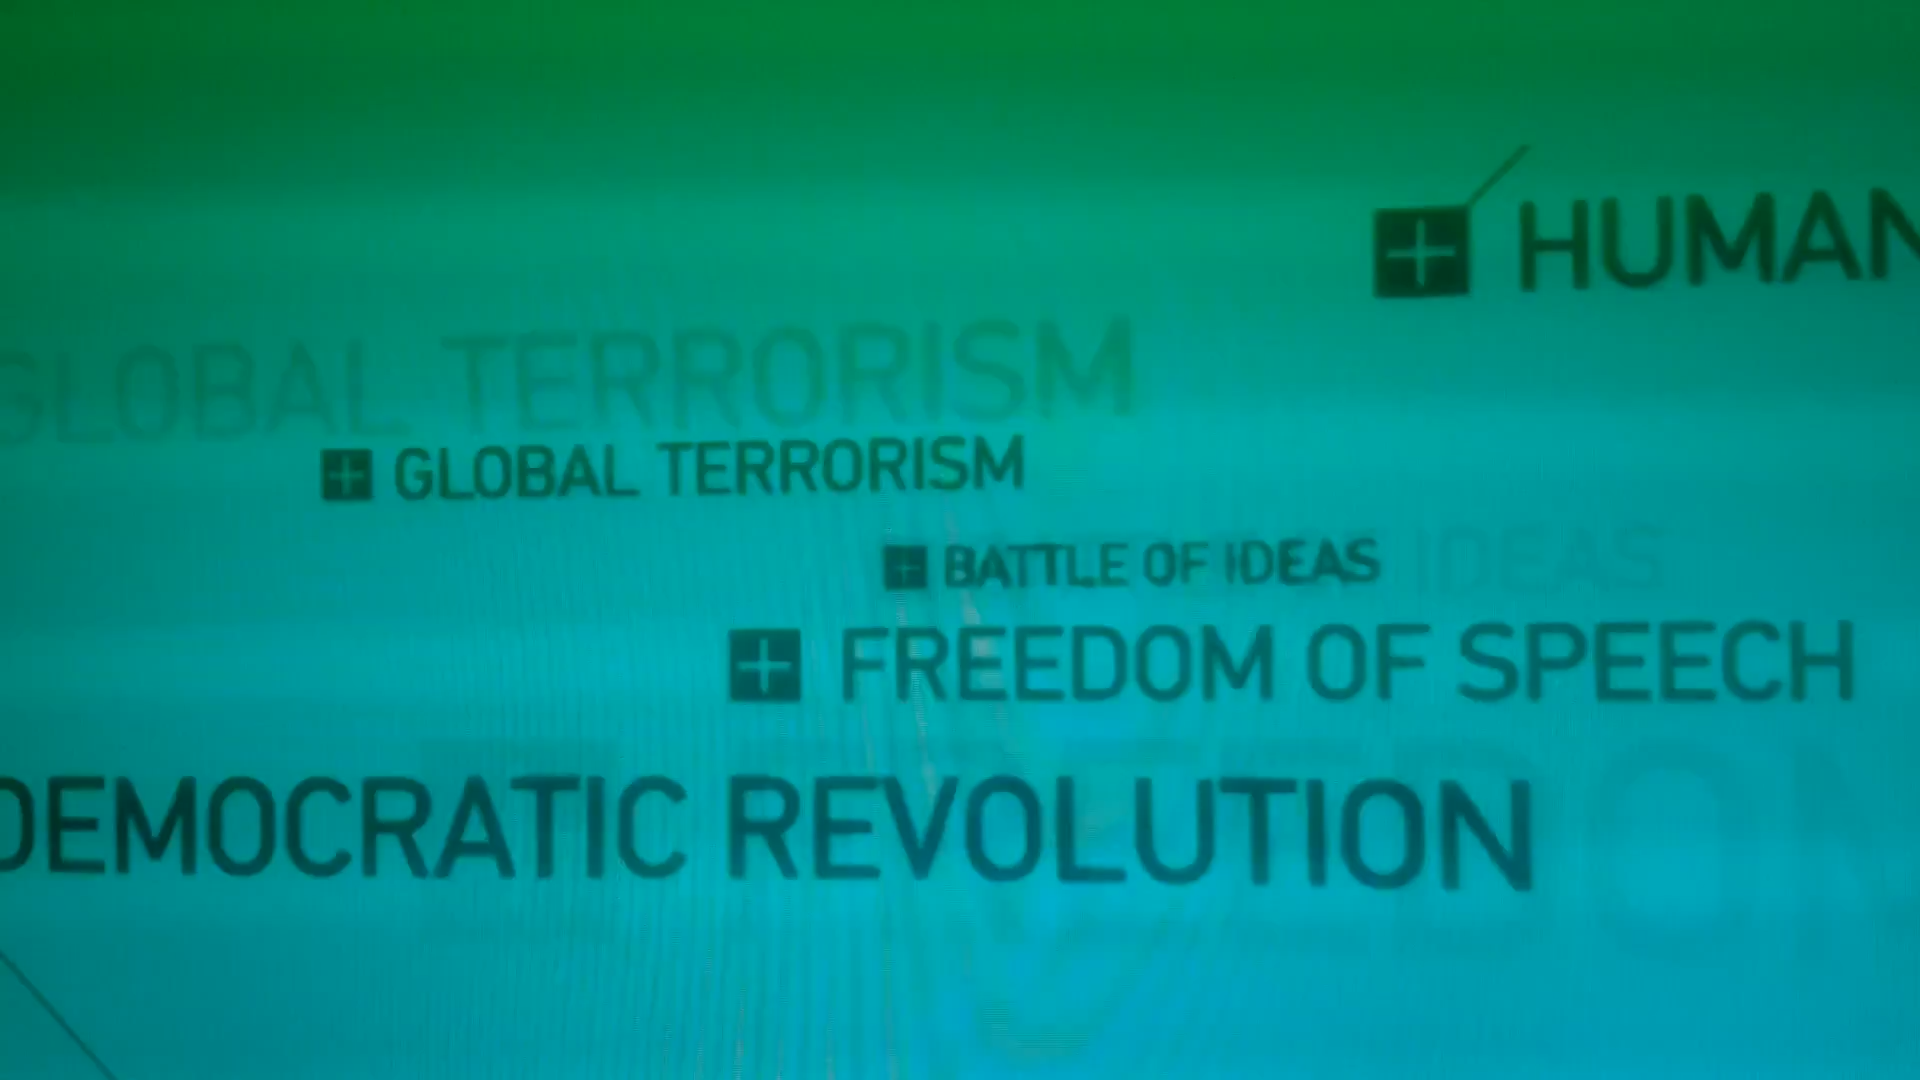 HUMAN
GLOBAL TERRORISM
GLOBAL TERRORISM
BATTLE OF IDEAS
IDEAS
FREEDOM OF SPEECH
DEMOCRATIC REVOLUTION